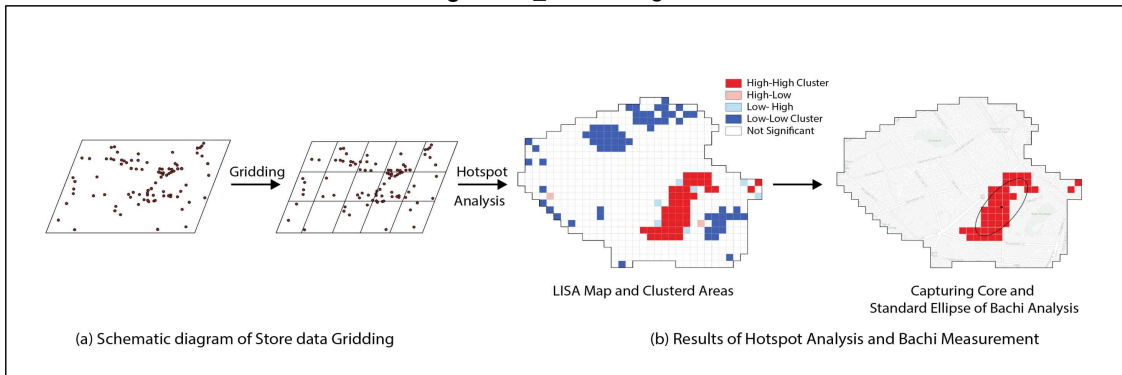 Gridding
Hotspot
Analysis
High-High Cluster
High-Low
Low- High
Low-Low Cluster
Not Significant
LISA Map and Clusterd Areas
Capturing Core and
Standard Ellipse of Bachi Analysis
(a) Schematic diagram of Store data Gridding
(b) Results of Hotspot Analysis and Bachi Measurement